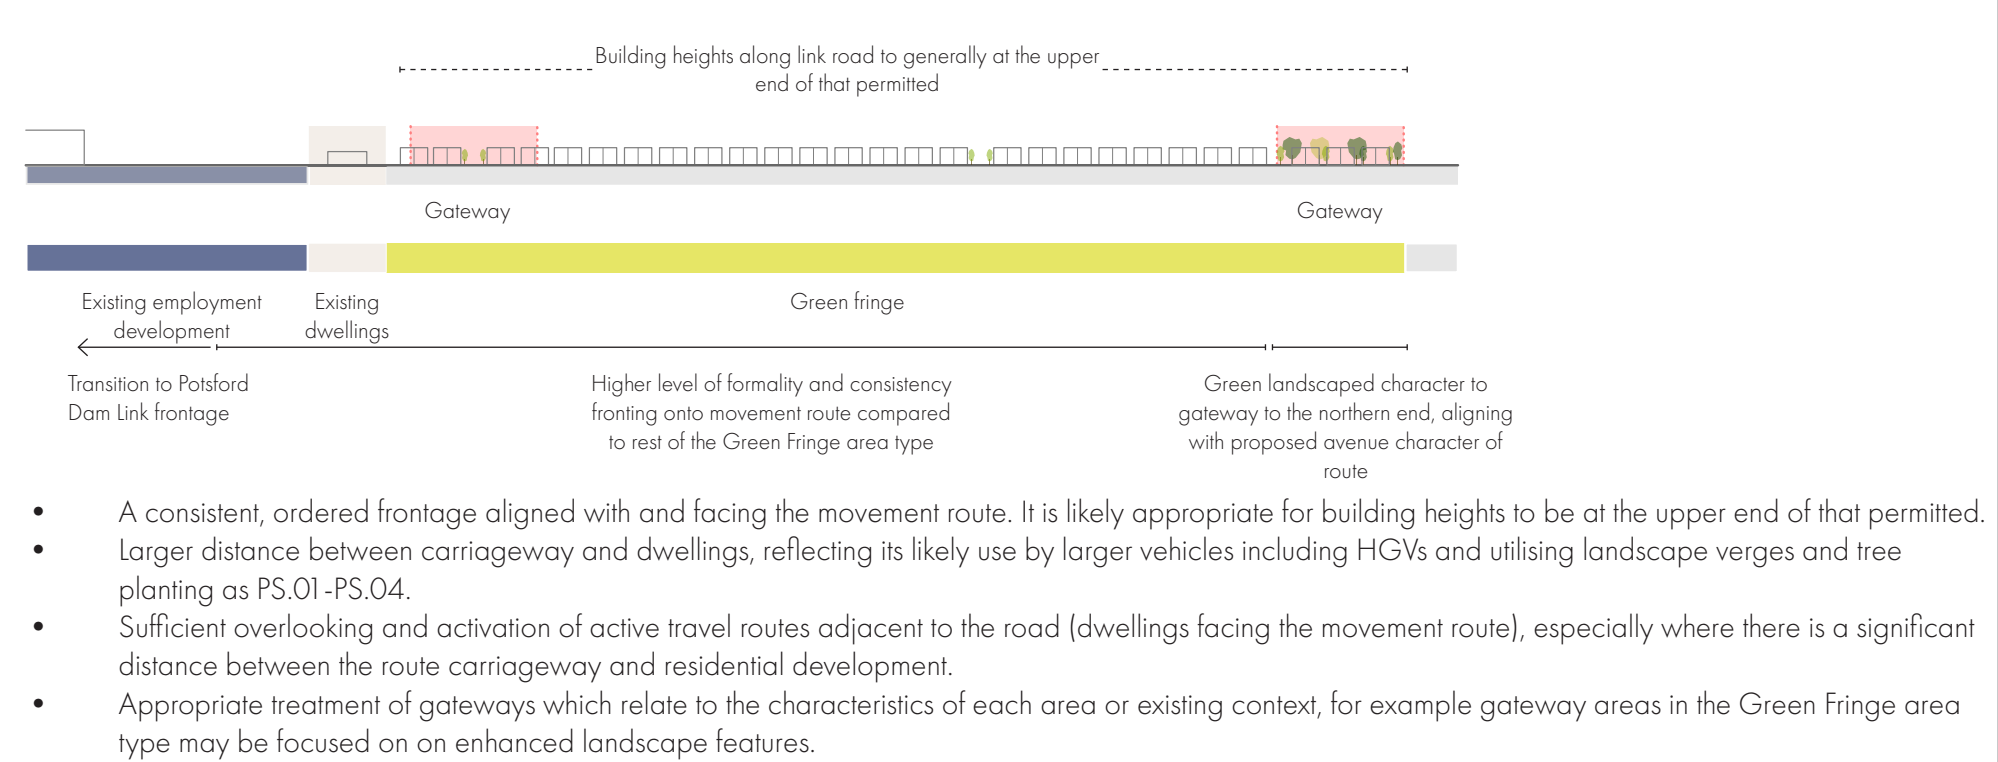 Building heights along link road to generally at the upper
end of that permitted
Gateway
Gateway
Existing employment
development
Existing
dwellings
Green fringe
Transition to Potsford
Dam Link frontage
Higher level of formality and consistency
fronting onto movement route compared
to rest of the Green Fringe area type
Green landscaped character to
gateway to the northern end, aligning
with proposed avenue character of
route
• A consistent, ordered frontage aligned with and facing the movement route. It is likely appropriate for building heights to be at the upper end of that permitted.
• Larger distance between carriageway and dwellings, reflecting its likely use by larger vehicles including HGVs and utilising landscape verges and tree
planting as PS.01-PS.04.
• Sufficient overlooking and activation of active travel routes adjacent to the road (dwellings facing the movement route), especially where there is a significant
distance between the route carriageway and residential development.
• Appropriate treatment of gateways which relate to the characteristics of each area or existing context, for example gateway areas in the Green Fringe area
type may be focused on on enhanced landscape features.